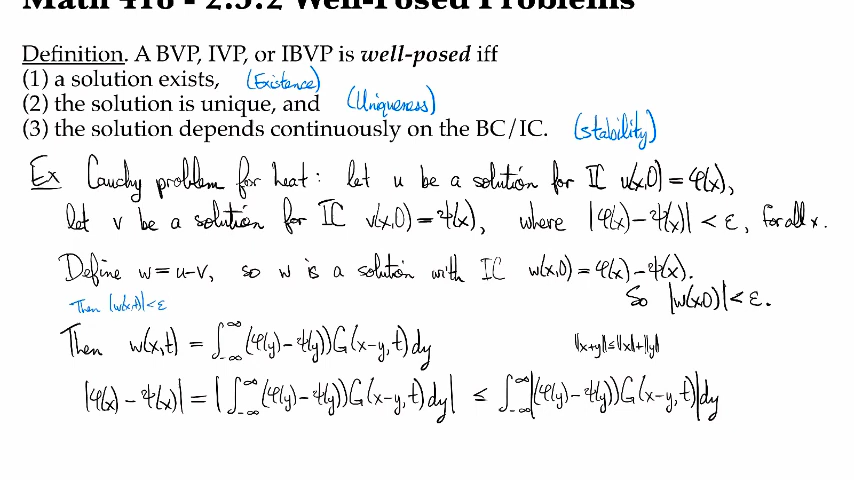 Math 418 - 2.5.2 Well-Posed Problems
Definition. A BVP, IVP, or IBVP is well-posed iff
(1) a solution exists, (Existence)
(2) the solution is unique, and (Uniqueness)
(3) the solution depends continuously on the BC/IC. (stability)
Ex Cauchy problem for heat: let u be a solution for IC u(x,0) = φ(x),
let v be a solution for IC v(x,0) = ψ(x), where |φ(x) - ψ(x)| < ε, for all x.
Define w = u - v, so w is a solution with IC w(x,0) = φ(x) - ψ(x).
Then |w(x,t)| < ε So |w(x,0)| < ε.
Then w(x,t) = ∫_{-∞}^{∞} (φ(y) - ψ(y)) G(x-y,t) dy |x+y| ≤ |x|+|y|
|φ(x) - ψ(x)| = | ∫_{-∞}^{∞} (φ(y) - ψ(y)) G(x-y,t) dy | ≤ ∫_{-∞}^{∞} |(φ(y) - ψ(y)) G(x-y,t)| dy